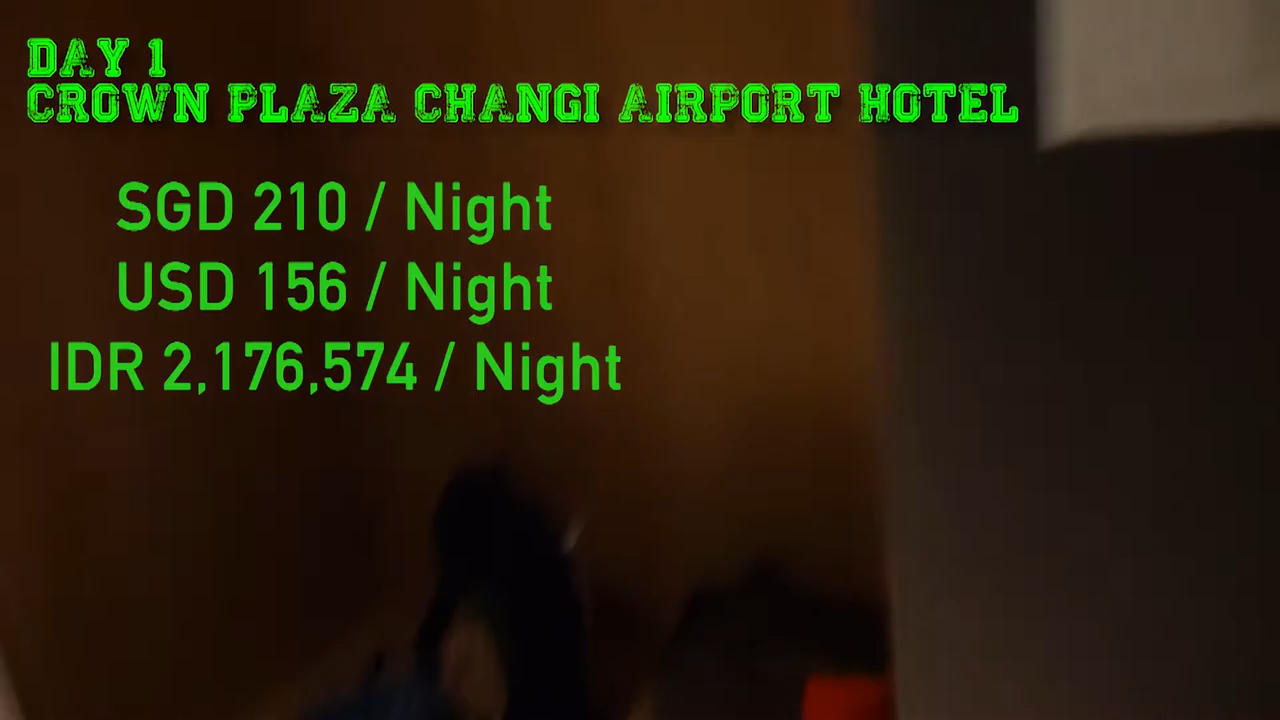 DAY 1
CROWN PLAZA CHANGI AIRPORT HOTEL
SGD 210 / Night
USD 156 / Night
IDR 2,176,574 / Night